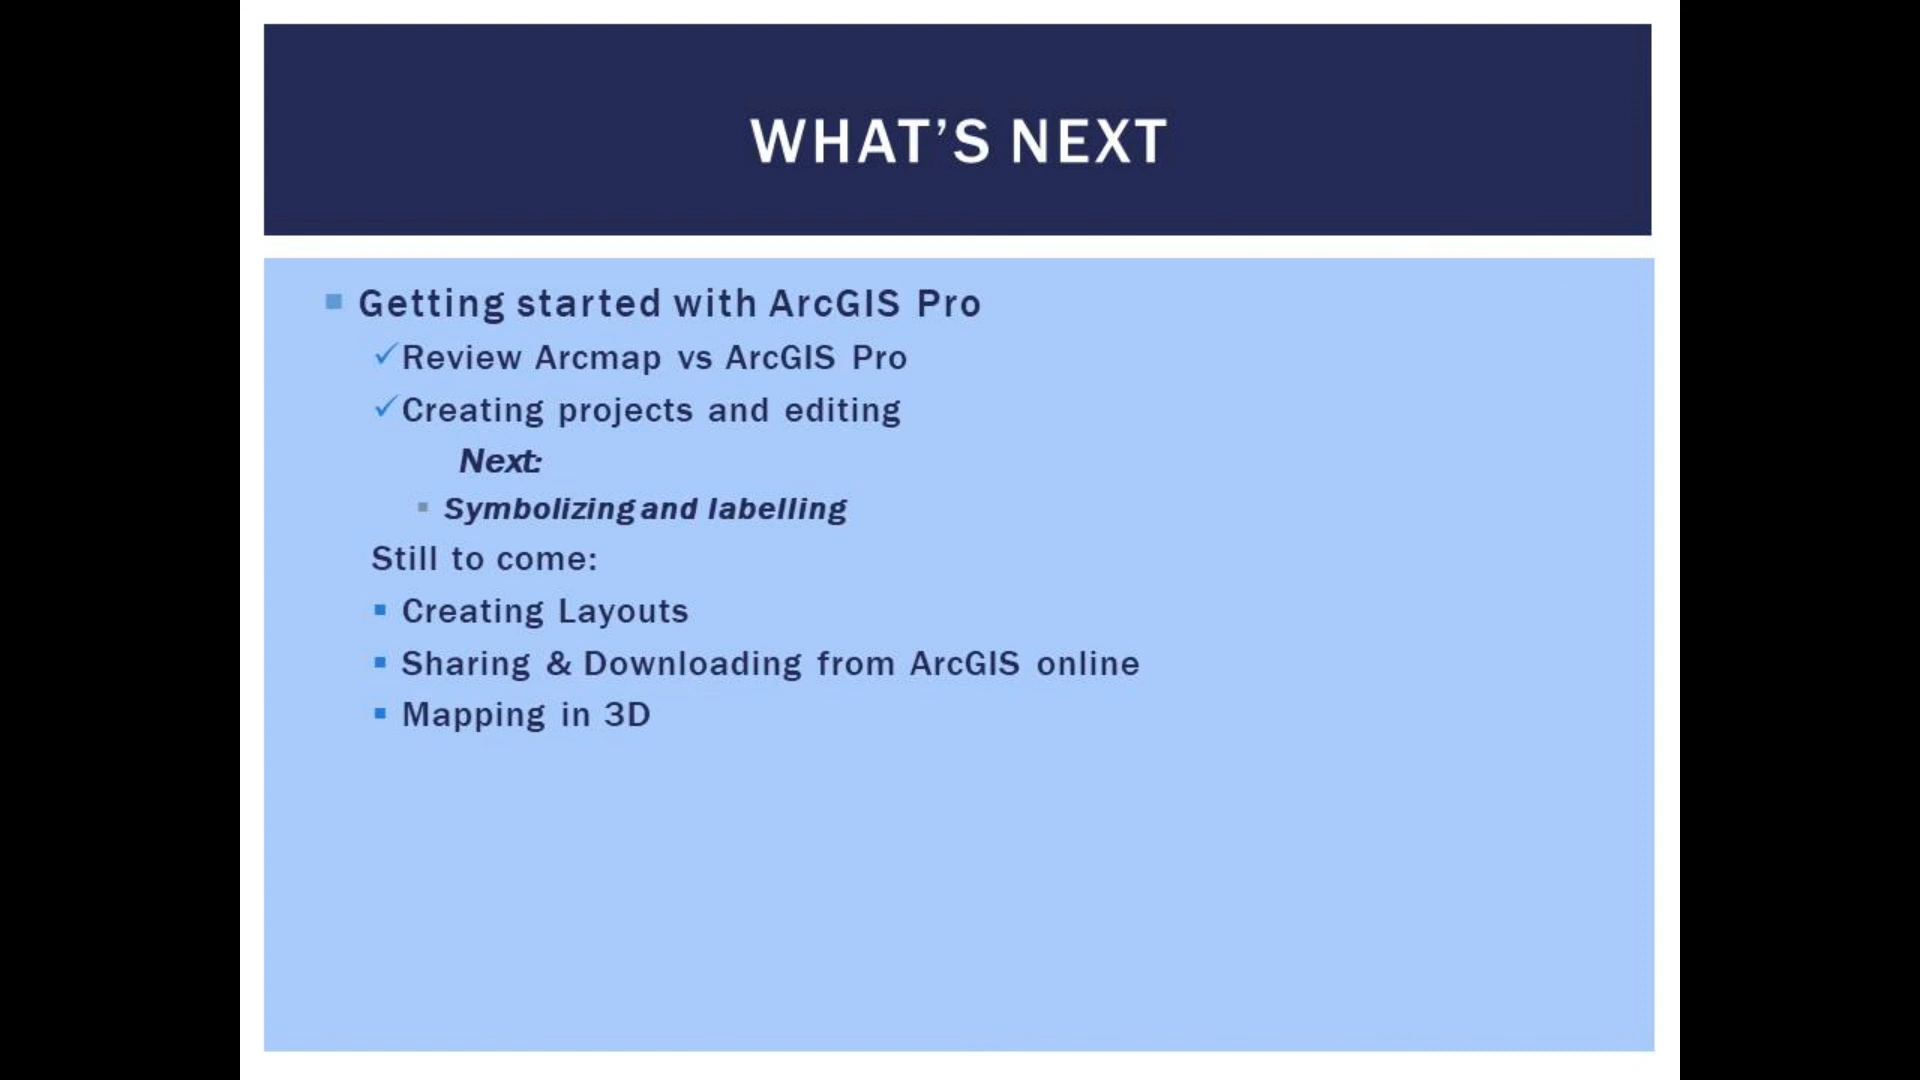 WHAT’S NEXT
Getting started with ArcGIS Pro
Review Arcmap vs ArcGIS Pro
Creating projects and editing
Next:
Symbolizing and labelling
Still to come:
Creating Layouts
Sharing & Downloading from ArcGIS online
Mapping in 3D